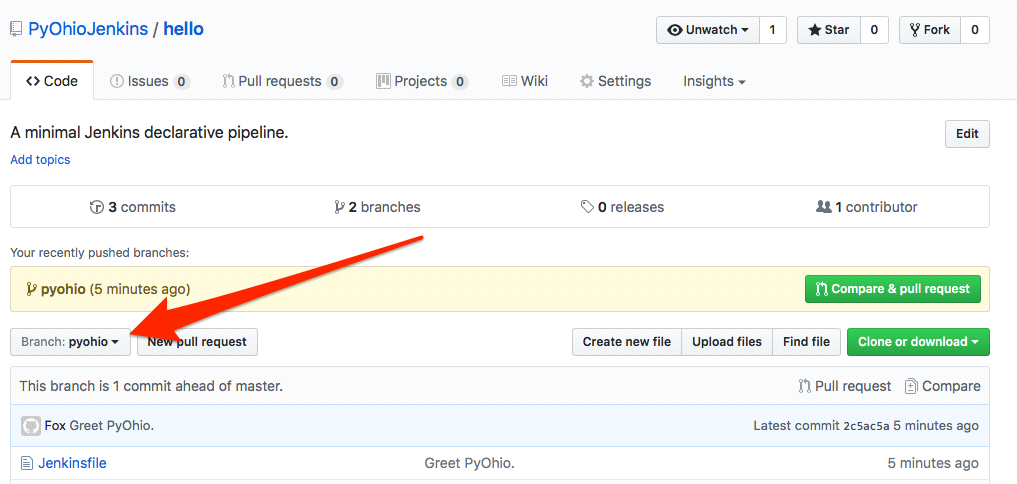 PyOhioJenkins / hello
Unwatch 1 Star 0 Fork 0
Code Issues 0 Pull requests 0 Projects 0 Wiki Settings Insights
A minimal Jenkins declarative pipeline. Edit
Add topics
3 commits 2 branches 0 releases 1 contributor
Your recently pushed branches:
pyohio (5 minutes ago) Compare & pull request
Branch: pyohio New pull request Create new file Upload files Find file Clone or download
This branch is 1 commit ahead of master. Pull request Compare
Fox Greet PyOhio. Latest commit 2c5ac5a 5 minutes ago
Jenkinsfile Greet PyOhio. 5 minutes ago